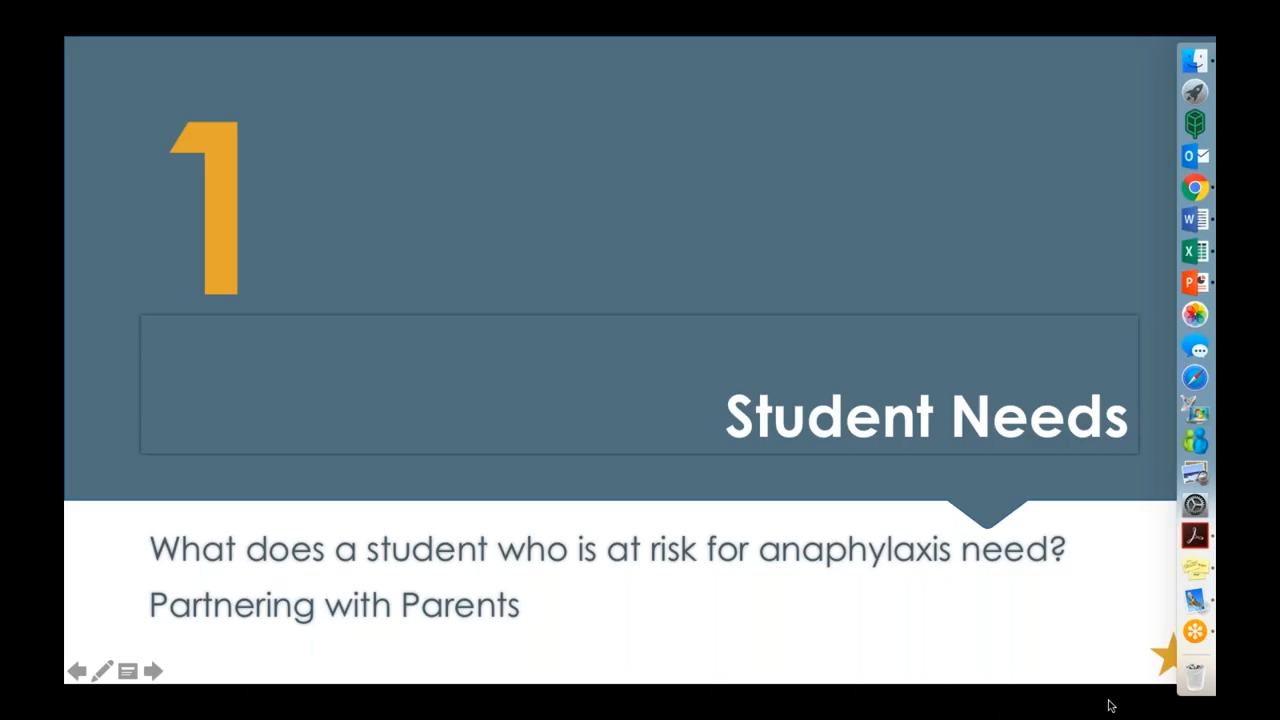 1
Student Needs
What does a student who is at risk for anaphylaxis need?
Partnering with Parents